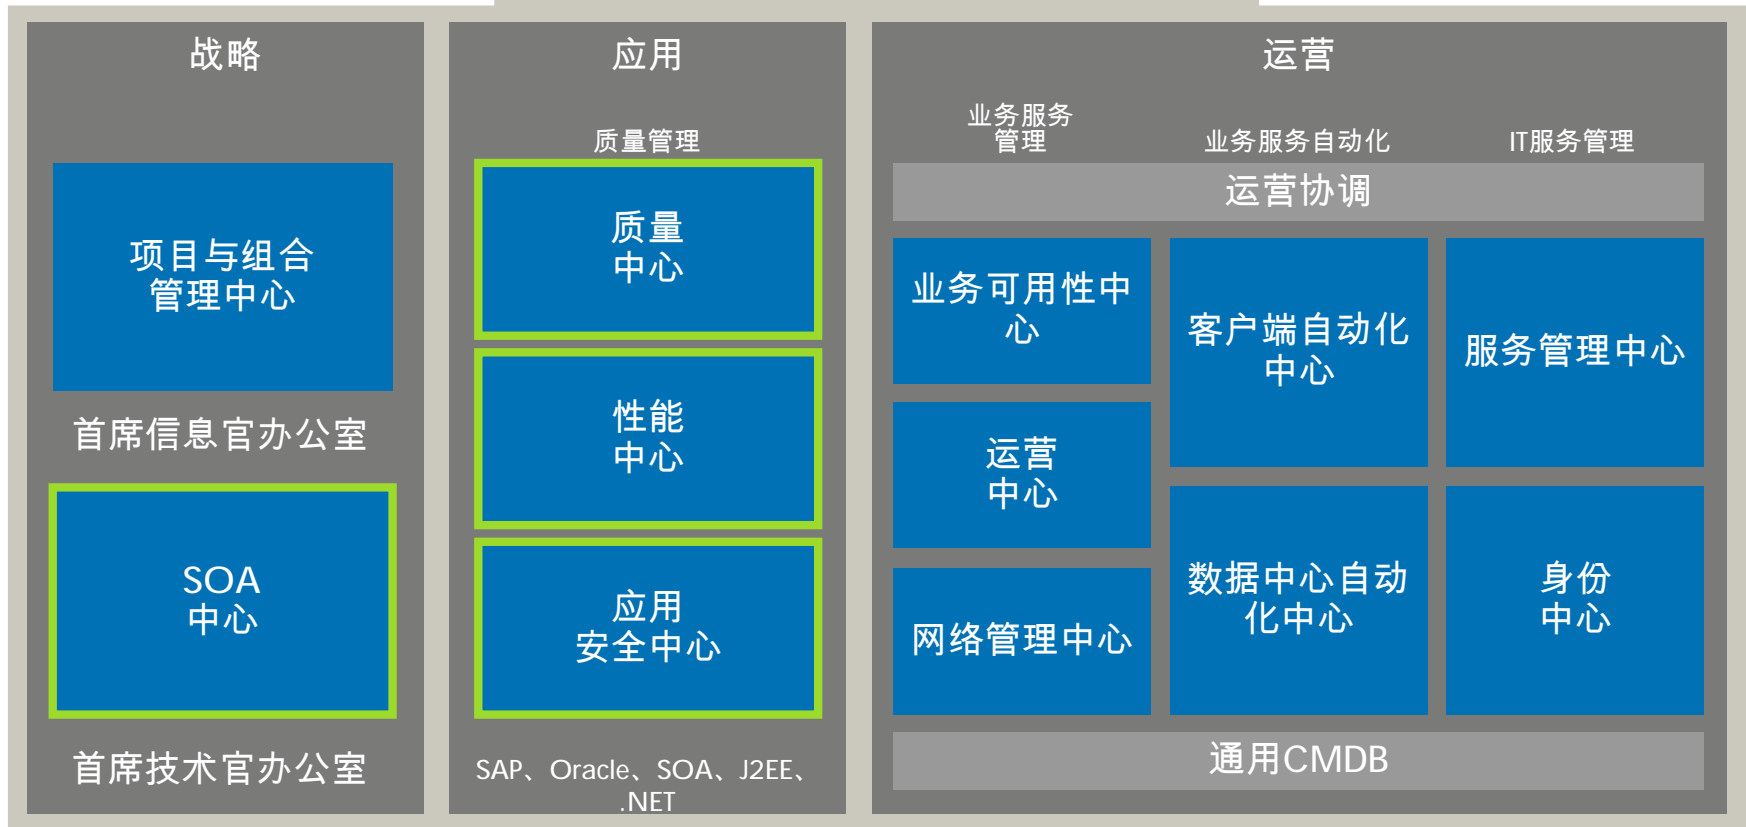 战略
项目与组合
管理中心
首席信息官办公室
SOA
中心
首席技术官办公室
应用
质量管理
质量
中心
性能
中心
应用
安全中心
SAP、Oracle、SOA、J2EE、
.NET
运营
业务服务
管理
业务服务自动化
IT服务管理
运营协调
业务可用性中
心
运营
中心
网络管理中心
客户端自动化
中心
数据中心自动
化中心
服务管理中心
身份
中心
通用CMDB